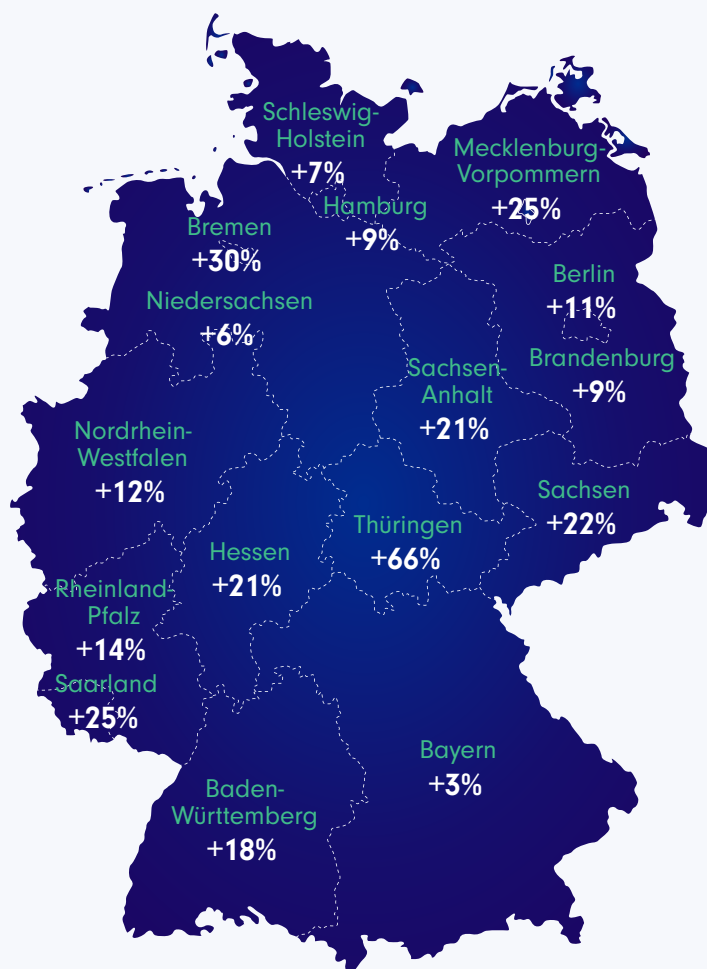 Schleswig-
Holstein
+7%
Mecklenburg-
Vorpommern
+25%
Hamburg
+9%
Bremen
+30%
Berlin
+11%
Niedersachsen
+6%
Brandenburg
+9%
Sachsen-
Anhalt
+21%
Nordrhein-
Westfalen
+12%
Sachsen
+22%
Thüringen
+66%
Hessen
+21%
Rheinland-
Pfalz
+14%
Saarland
+25%
Bayern
+3%
Baden-
Württemberg
+18%